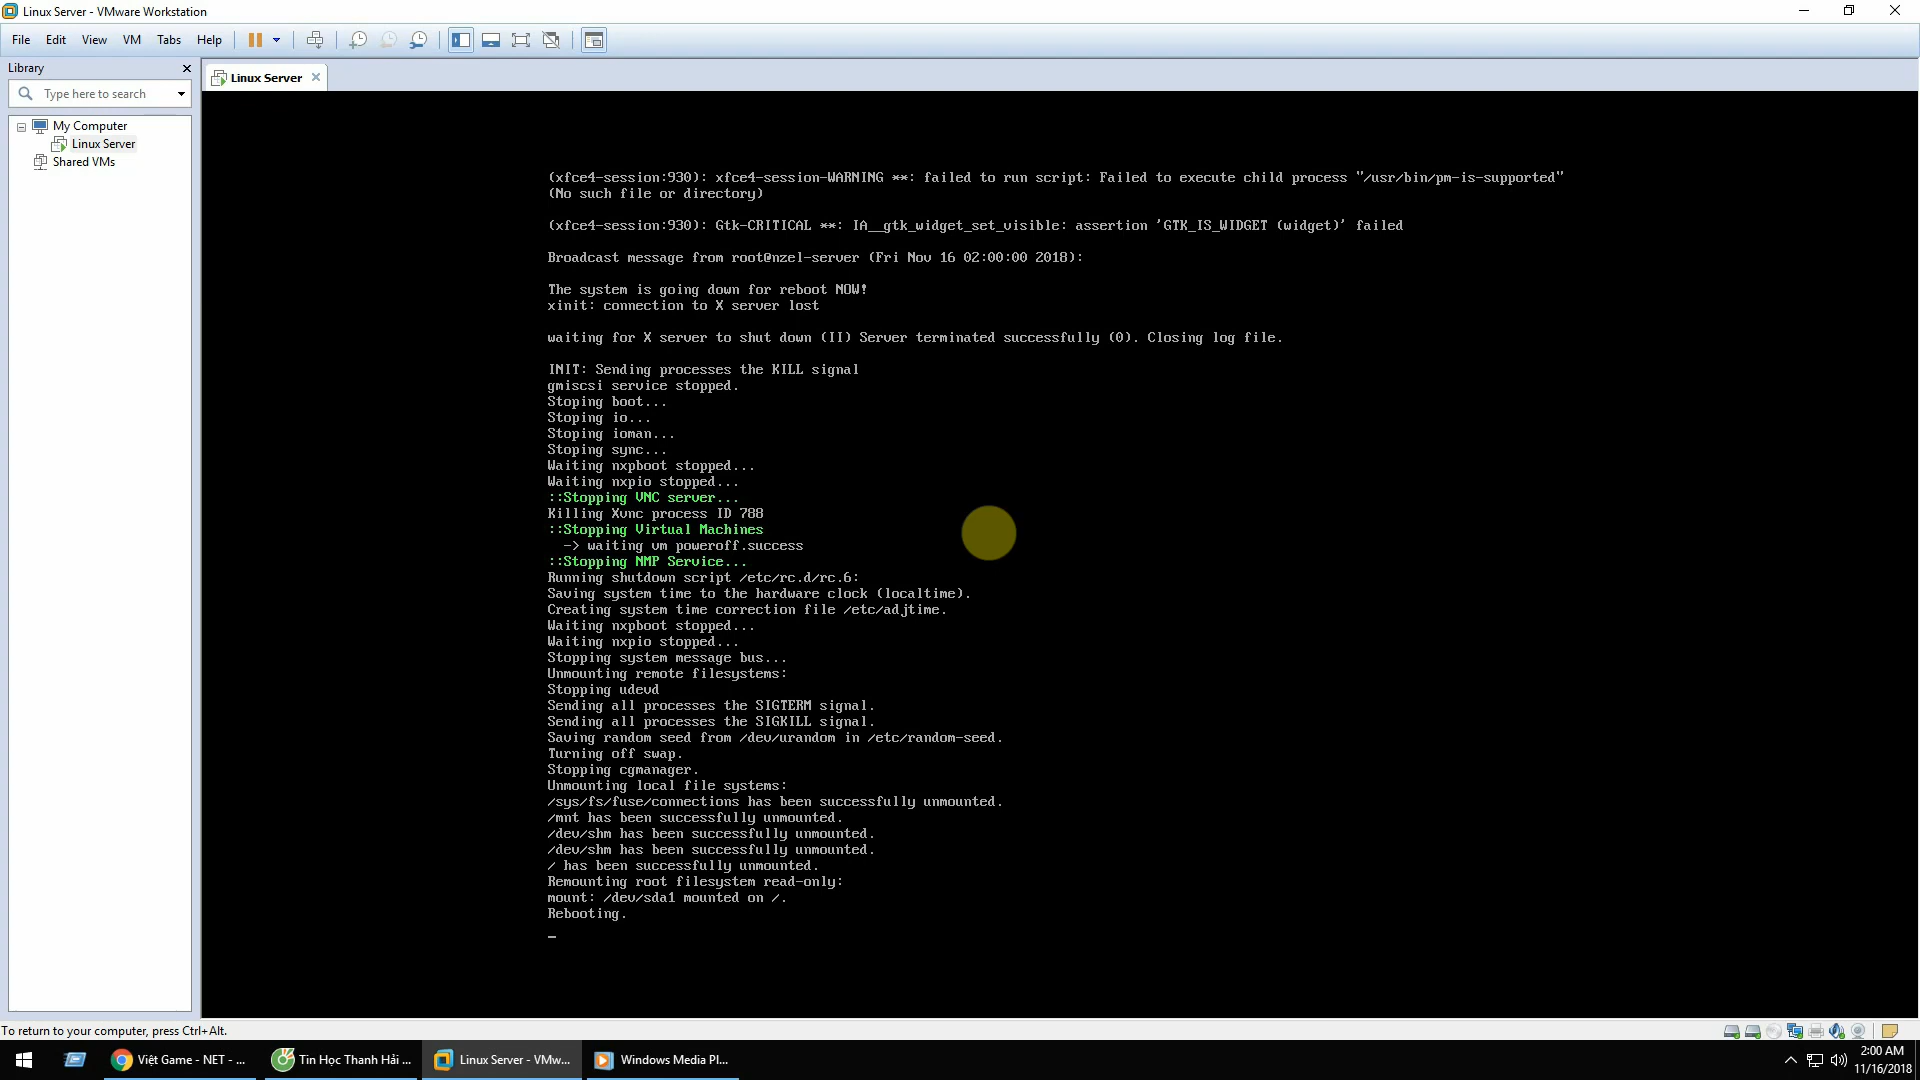 Linux Server - VMware Workstation
File Edit View VM Tabs Help
Library
Linux Server
Type here to search
My Computer
Linux Server
Shared VMs
(xfce4-session:930): xfce4-session-WARNING **: failed to run script: Failed to execute child process "/usr/bin/pm-is-supported"
(No such file or directory)
(xfce4-session:930): Gtk-CRITICAL **: IA__gtk_widget_set_visible: assertion 'GTK_IS_WIDGET (widget)' failed
Broadcast message from root@nzel-server (Fri Nov 16 02:00:00 2018):
The system is going down for reboot NOW!
xinit: connection to X server lost
waiting for X server to shut down (II) Server terminated successfully (0). Closing log file.
INIT: Sending processes the KILL signal
gmiscsi service stopped.
Stoping boot...
Stoping io...
Stoping ioman...
Stoping sync...
Waiting nxpboot stopped...
Waiting nxpio stopped...
::Stopping VNC server...
Killing Xvnc process ID 788
::Stopping Virtual Machines
-> waiting vm poweroff.success
::Stopping NMP Service...
Running shutdown script /etc/rc.d/rc.6:
Saving system time to the hardware clock (localtime).
Creating system time correction file /etc/adjtime.
Waiting nxpboot stopped...
Waiting nxpio stopped...
Stopping system message bus...
Unmounting remote filesystems:
Stopping udevd
Sending all processes the SIGTERM signal.
Sending all processes the SIGKILL signal.
Saving random seed from /dev/urandom in /etc/random-seed.
Turning off swap.
Stopping cgmanager.
Unmounting local file systems:
/sys/fs/fuse/connections has been successfully unmounted.
/mnt has been successfully unmounted.
/dev/shm has been successfully unmounted.
/dev/shm has been successfully unmounted.
/ has been successfully unmounted.
Remounting root filesystem read-only:
mount: /dev/sda1 mounted on /.
Rebooting.
_
To return to your computer, press Ctrl+Alt.
Việt Game - NET - ...
Tin Học Thanh Hải ...
Linux Server - VMw...
Windows Media Pl...
2:00 AM
11/16/2018